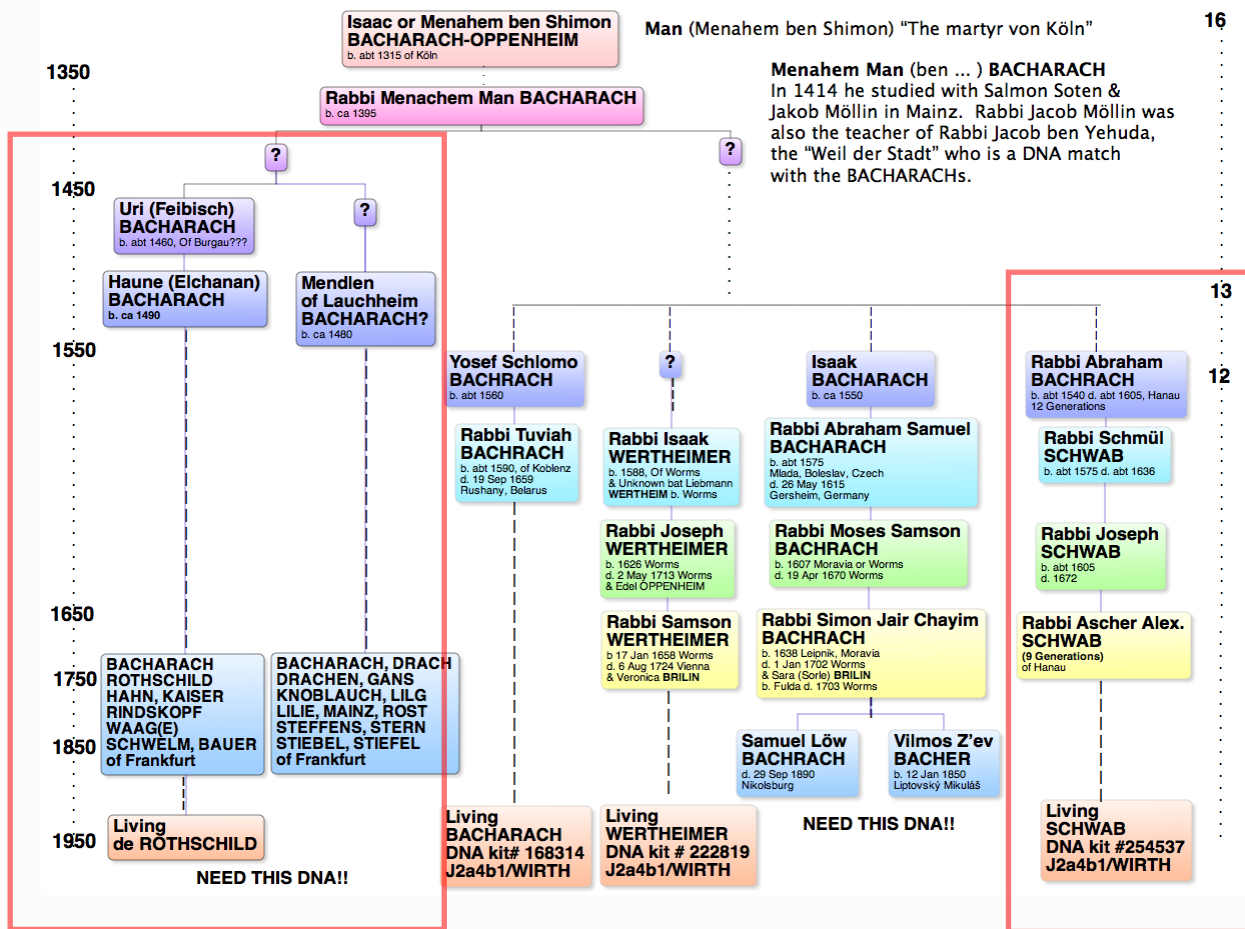 Isaac or Menahem ben Shimon
BACHARACH-OPPENHEIM
b. abt 1315 of Köln
Man (Menahem ben Shimon) “The martyr von Köln”
16
1350
Menahem Man (ben ... ) BACHARACH
In 1414 he studied with Salmon Soten &
Jakob Möllin in Mainz.  Rabbi Jacob Möllin was
also the teacher of Rabbi Jacob ben Yehuda,
the “Weil der Stadt” who is a DNA match
with the BACHARACHs.
Rabbi Menachem Man BACHARACH
b. ca 1395
?
?
1450
Uri (Feibisch)
BACHARACH
b. abt 1460, Of Burgau???
?
Haune (Elchanan)
BACHARACH
b. ca 1490
Mendlen
of Lauchheim
BACHARACH?
b. ca 1480
13
1550
Yosef Schlomo
BACHRACH
b. abt 1560
?
Isaak
BACHARACH
b. ca 1550
Rabbi Abraham
BACHRACH
b. abt 1540 d. abt 1605, Hanau
12 Generations
12
Rabbi Tuviah
BACHRACH
b. abt 1590, of Koblenz
d. 19 Sep 1659
Rushany, Belarus
Rabbi Isaak
WERTHEIMER
b. 1588, Of Worms
& Unknown bat Liebmann
WERTHEIM b. Worms
Rabbi Abraham Samuel
BACHARACH
b. abt 1575
Mlada, Boleslav, Czech
d. 26 May 1615
Gersheim, Germany
Rabbi Schmül
SCHWAB
b. abt 1575 d. abt 1636
Rabbi Joseph
WERTHEIMER
b. 1626 Worms
d. 2 May 1713 Worms
& Edel OPPENHEIM
Rabbi Moses Samson
BACHRACH
b. 1607 Moravia or Worms
d. 19 Apr 1670 Worms
Rabbi Joseph
SCHWAB
b. abt 1605
d. 1672
1650
Rabbi Samson
WERTHEIMER
b 17 Jan 1658 Worms
d. 6 Aug 1724 Vienna
& Veronica BRILIN
Rabbi Simon Jair Chayim
BACHRACH
b. 1638 Leipnik, Moravia
d. 1 Jan 1702 Worms
& Sara (Sorle) BRILIN
b. Fulda d. 1703 Worms
Rabbi Ascher Alex.
SCHWAB
(9 Generations)
of Hanau
1750
1850
BACHARACH
ROTHSCHILD
HAHN, KAISER
RINDSKOPF
WAAG(E)
SCHWELM, BAUER
of Frankfurt
BACHARACH, DRACH
DRACHEN, GANS
KNOBLAUCH, LILG
LILIE, MAINZ, ROST
STEFFENS, STERN
STIEBEL, STIEFEL
of Frankfurt
Samuel Löw
BACHRACH
d. 29 Sep 1890
Nikolsburg
Vilmos Z’ev
BACHER
b. 12 Jan 1850
Liptovský Mikuláš
NEED THIS DNA!!
1950
Living
de ROTHSCHILD
NEED THIS DNA!!
Living
BACHARACH
DNA kit# 168314
J2a4b1/WIRTH
Living
WERTHEIMER
DNA kit # 222819
J2a4b1/WIRTH
Living
SCHWAB
DNA kit #254537
J2a4b1/WIRTH